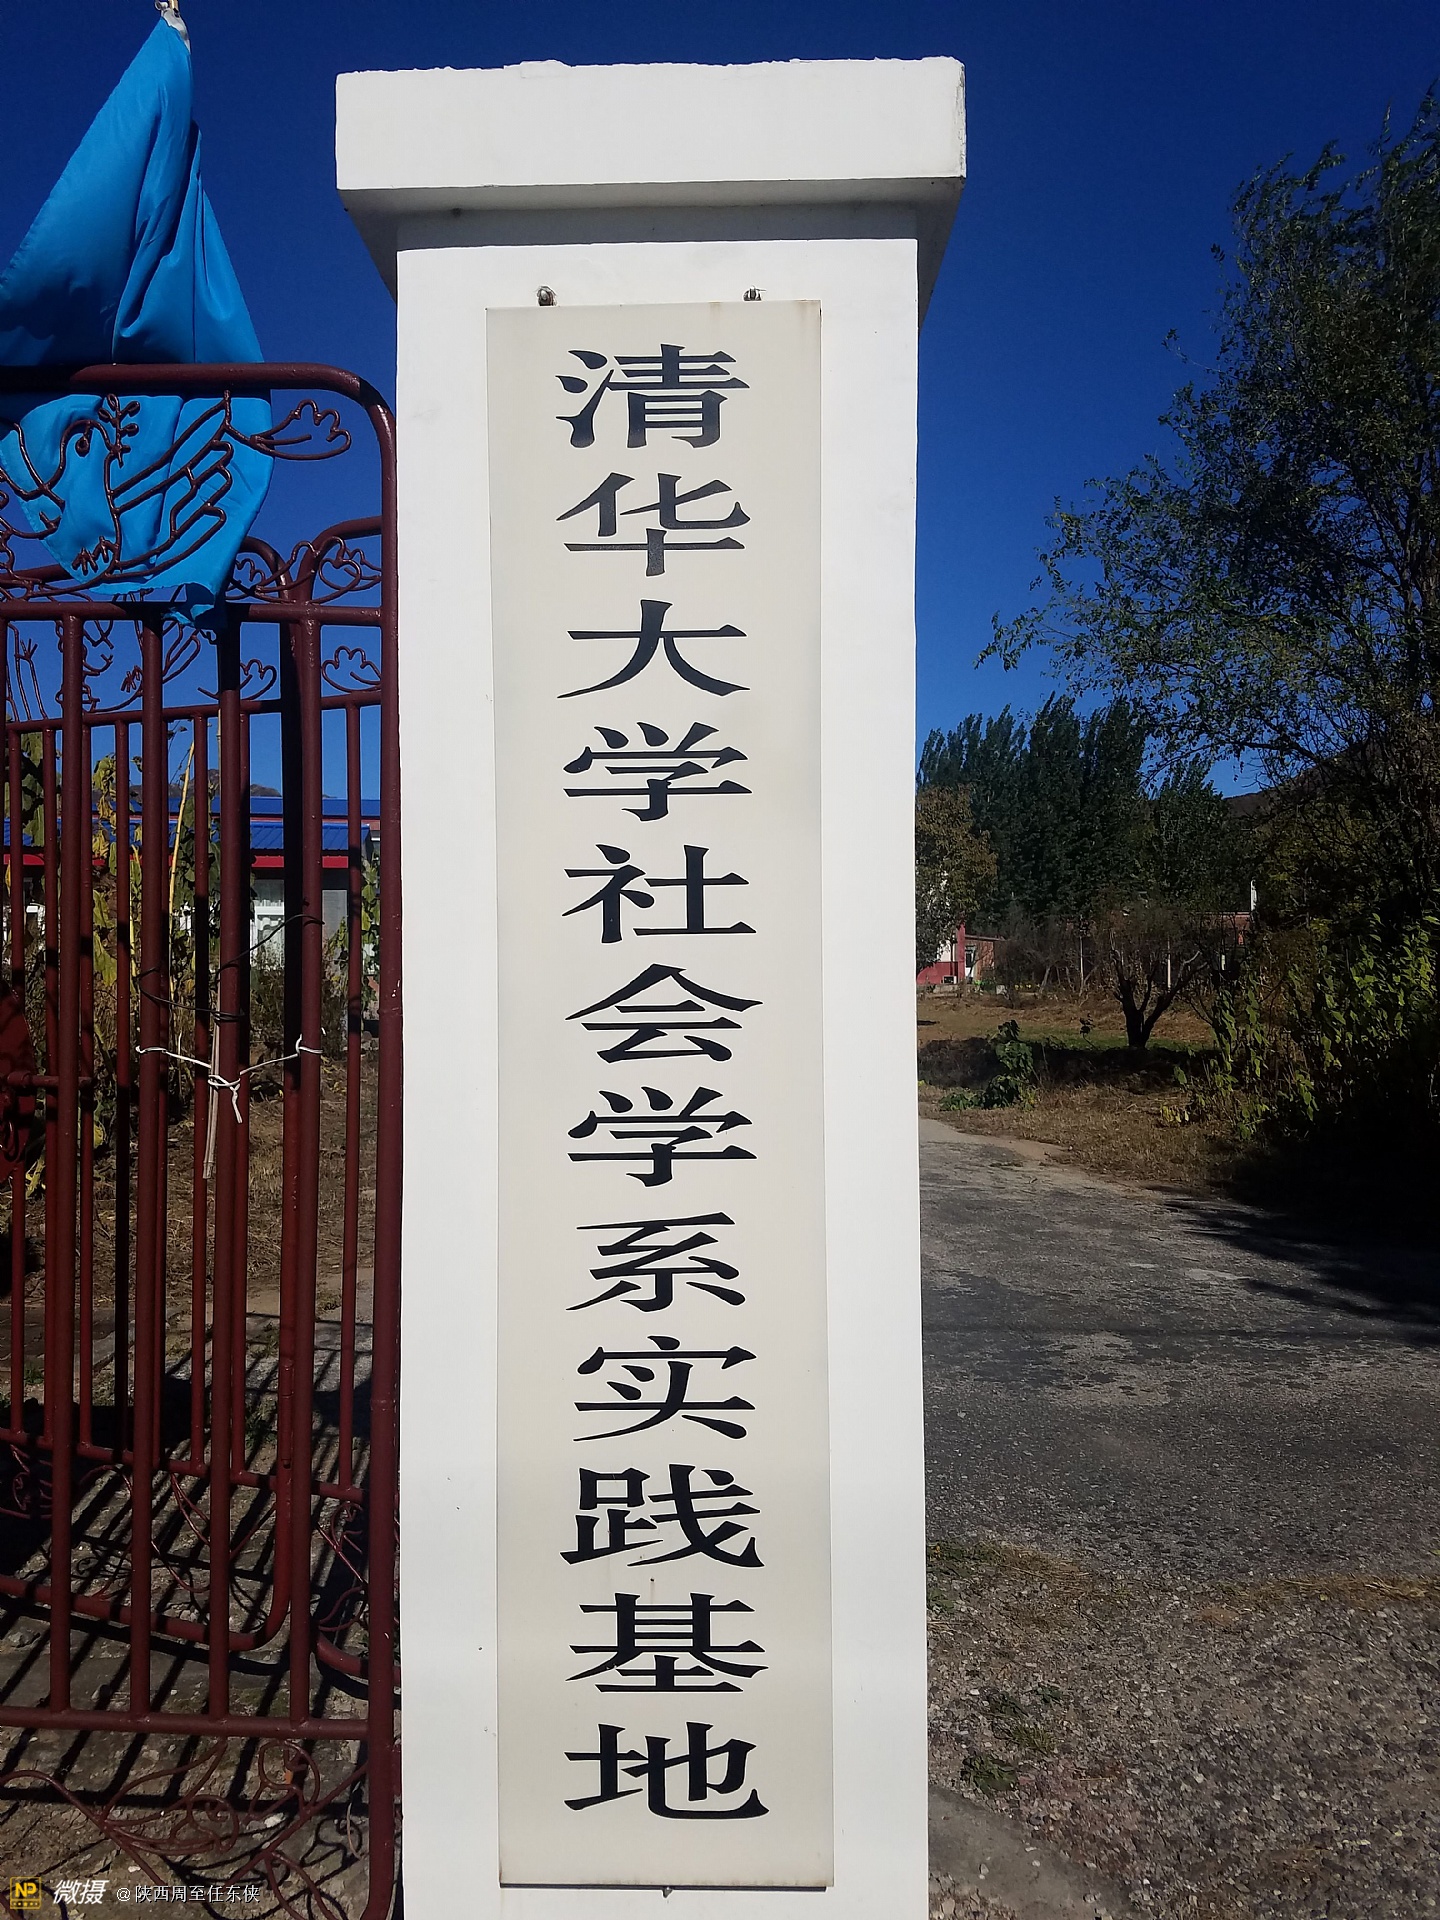 清华大学社会学系实践基地
NP 微摄 @陕西周至任东侠